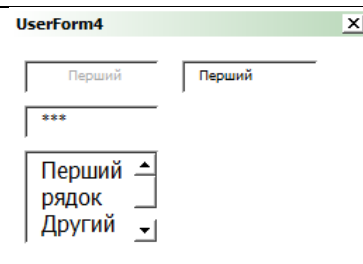 UserForm4
Перший Перший
***
Перший
рядок
Другий